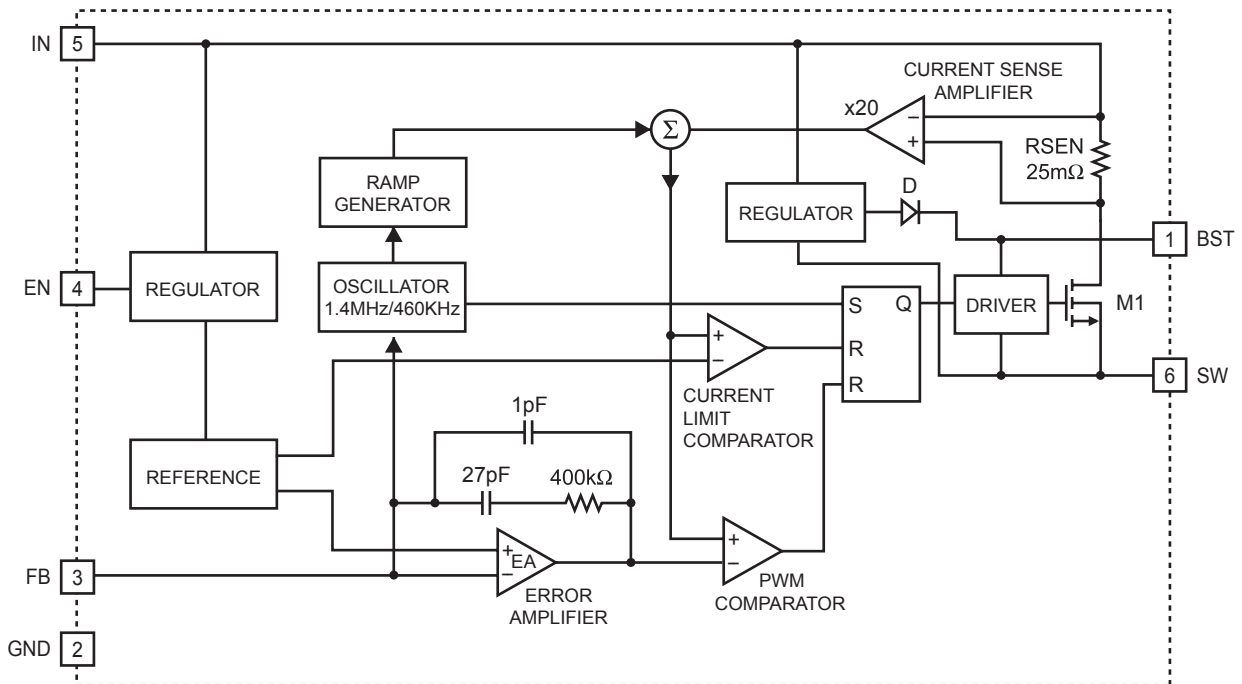 IN 5
CURRENT SENSE
AMPLIFIER
x20
−
+
Σ
RSEN
25mΩ
RAMP
GENERATOR
REGULATOR
D
1 BST
EN 4
REGULATOR
OSCILLATOR
1.4MHz/460KHz
S
Q
R
R
DRIVER
M1
+
−
6 SW
CURRENT
LIMIT
COMPARATOR
1pF
REFERENCE
27pF
400kΩ
+
−
EA
+
−
FB 3
ERROR
AMPLIFIER
PWM
COMPARATOR
GND 2